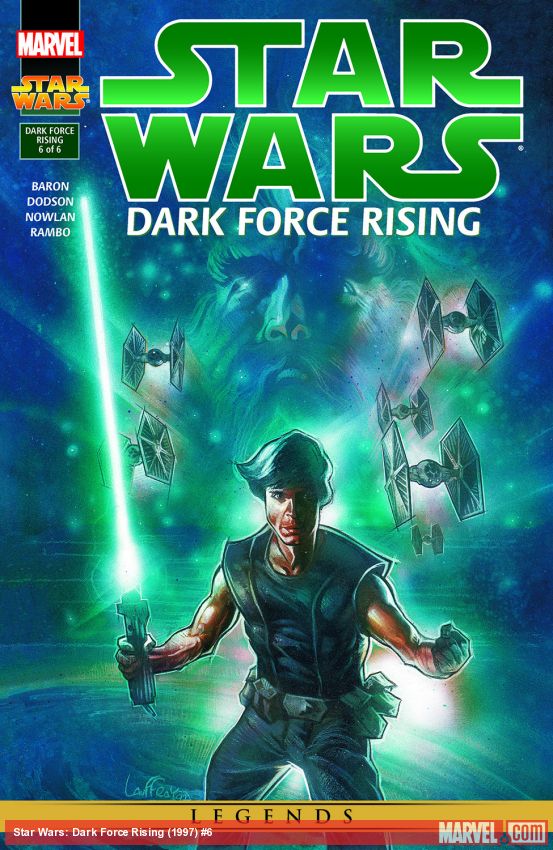 MARVEL
STAR
WARS
DARK FORCE
RISING
6 of 6
BARON
DODSON
NOWLAN
RAMBO
STAR
WARS®
DARK FORCE RISING
LEGENDS
Star Wars: Dark Force Rising (1997) #6
MARVEL.com